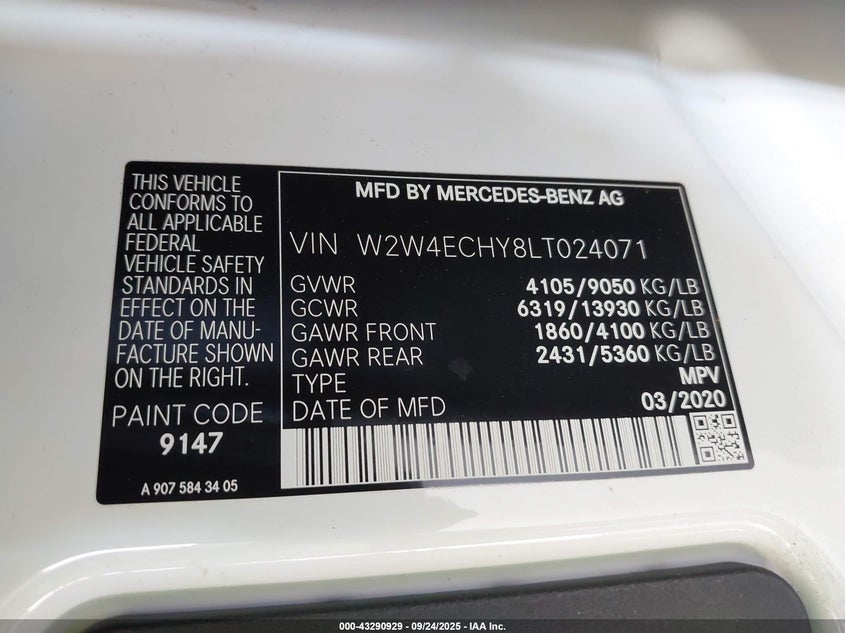 THIS VEHICLE
CONFORMS TO
ALL APPLICABLE
FEDERAL
VEHICLE SAFETY
STANDARDS IN
EFFECT ON THE
DATE OF MANU-
FACTURE SHOWN
ON THE RIGHT.
PAINT CODE
9147
A 907 584 34 05
MFD BY MERCEDES-BENZ AG
VIN W2W4ECHY8LT024071
GVWR 4105/9050 KG/LB
GCWR 6319/13930 KG/LB
GAWR FRONT 1860/4100 KG/LB
GAWR REAR 2431/5360 KG/LB
TYPE MPV
DATE OF MFD 03/2020
000-43290929 - 09/24/2025 - IAA Inc.